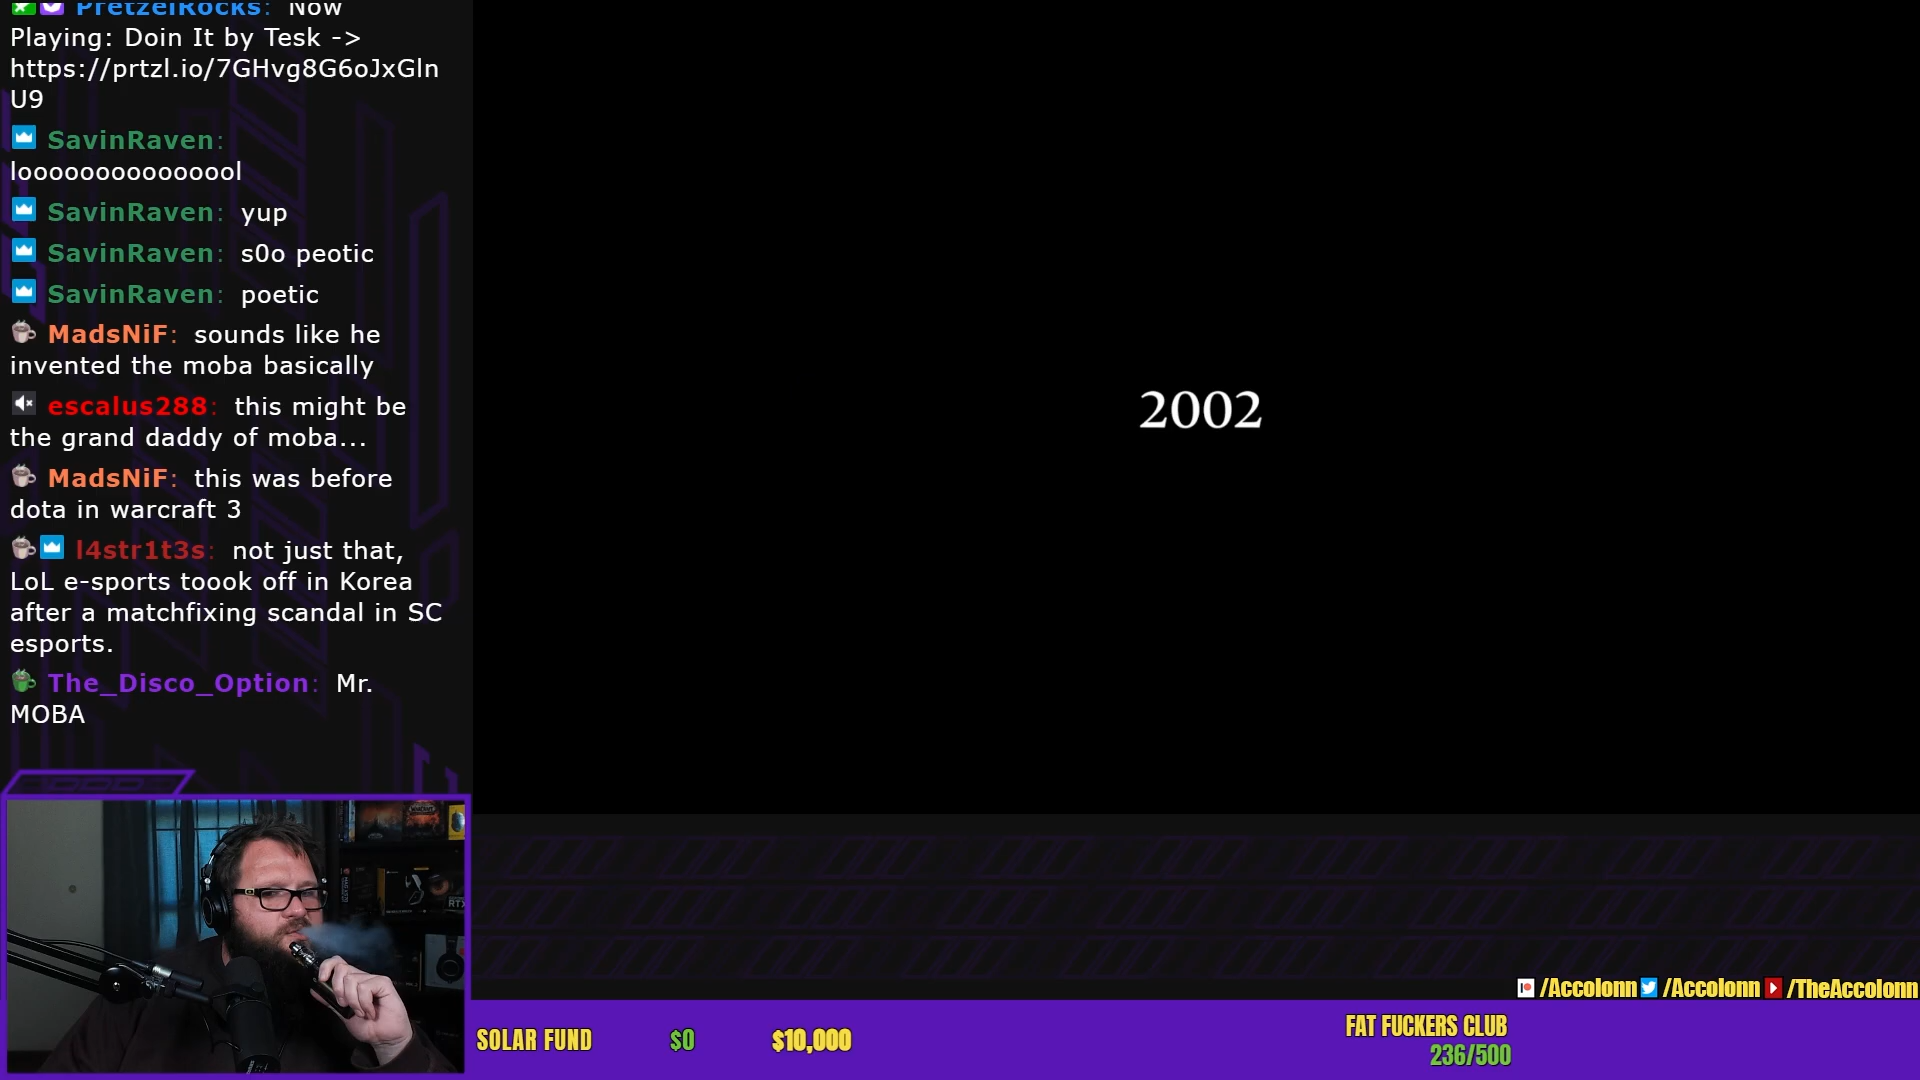 PretzelRocks: Now
Playing: Doin It by Tesk ->
https://prtzl.io/7GHvg8G6oJxGln
U9
SavinRaven:
looooooooooooool
SavinRaven: yup
SavinRaven: s0o peotic
SavinRaven: poetic
MadsNiF: sounds like he
invented the moba basically
escalus288: this might be
the grand daddy of moba...
MadsNiF: this was before
dota in warcraft 3
l4str1t3s: not just that,
LoL e-sports toook off in Korea
after a matchfixing scandal in SC
esports.
The_Disco_Option: Mr.
MOBA
2002
RTX
/Accolonn /Accolonn /TheAccolonn
SOLAR FUND $0 $10,000
FAT FUCKERS CLUB
236/500